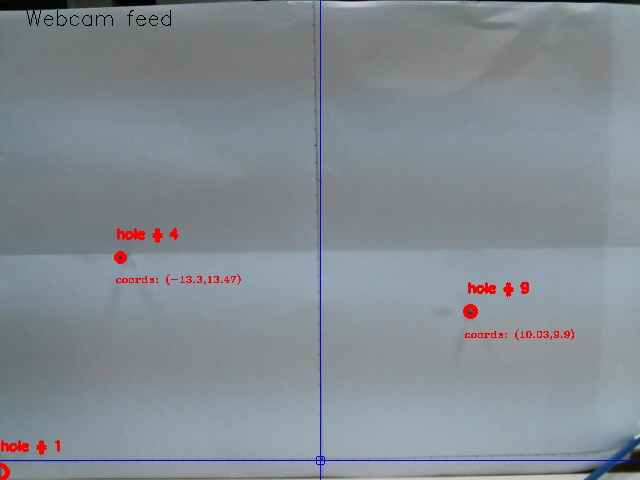 Webcam feed
hole # 4
coords: (-13.3,13.47)
hole # 9
coords: (10.03,9.9)
hole # 1